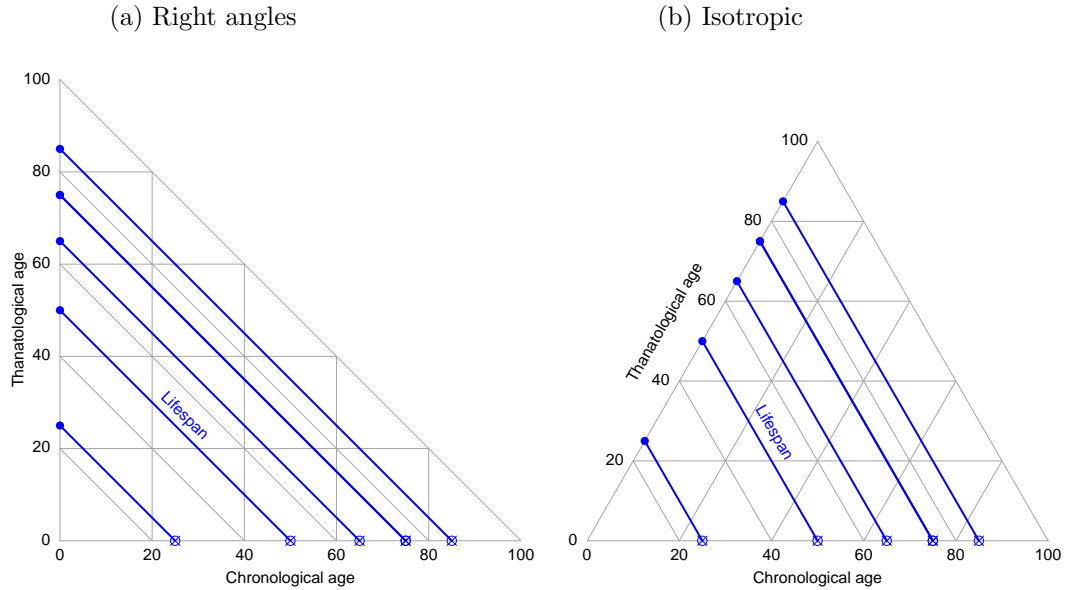 (a) Right angles
100
80
60
40
20
0
Thanatological age
Lifespan
0 20 40 60 80 100
Chronological age
(b) Isotropic
100
80
60
40
20
0
Thanatological age
Lifespan
0 20 40 60 80 100
Chronological age